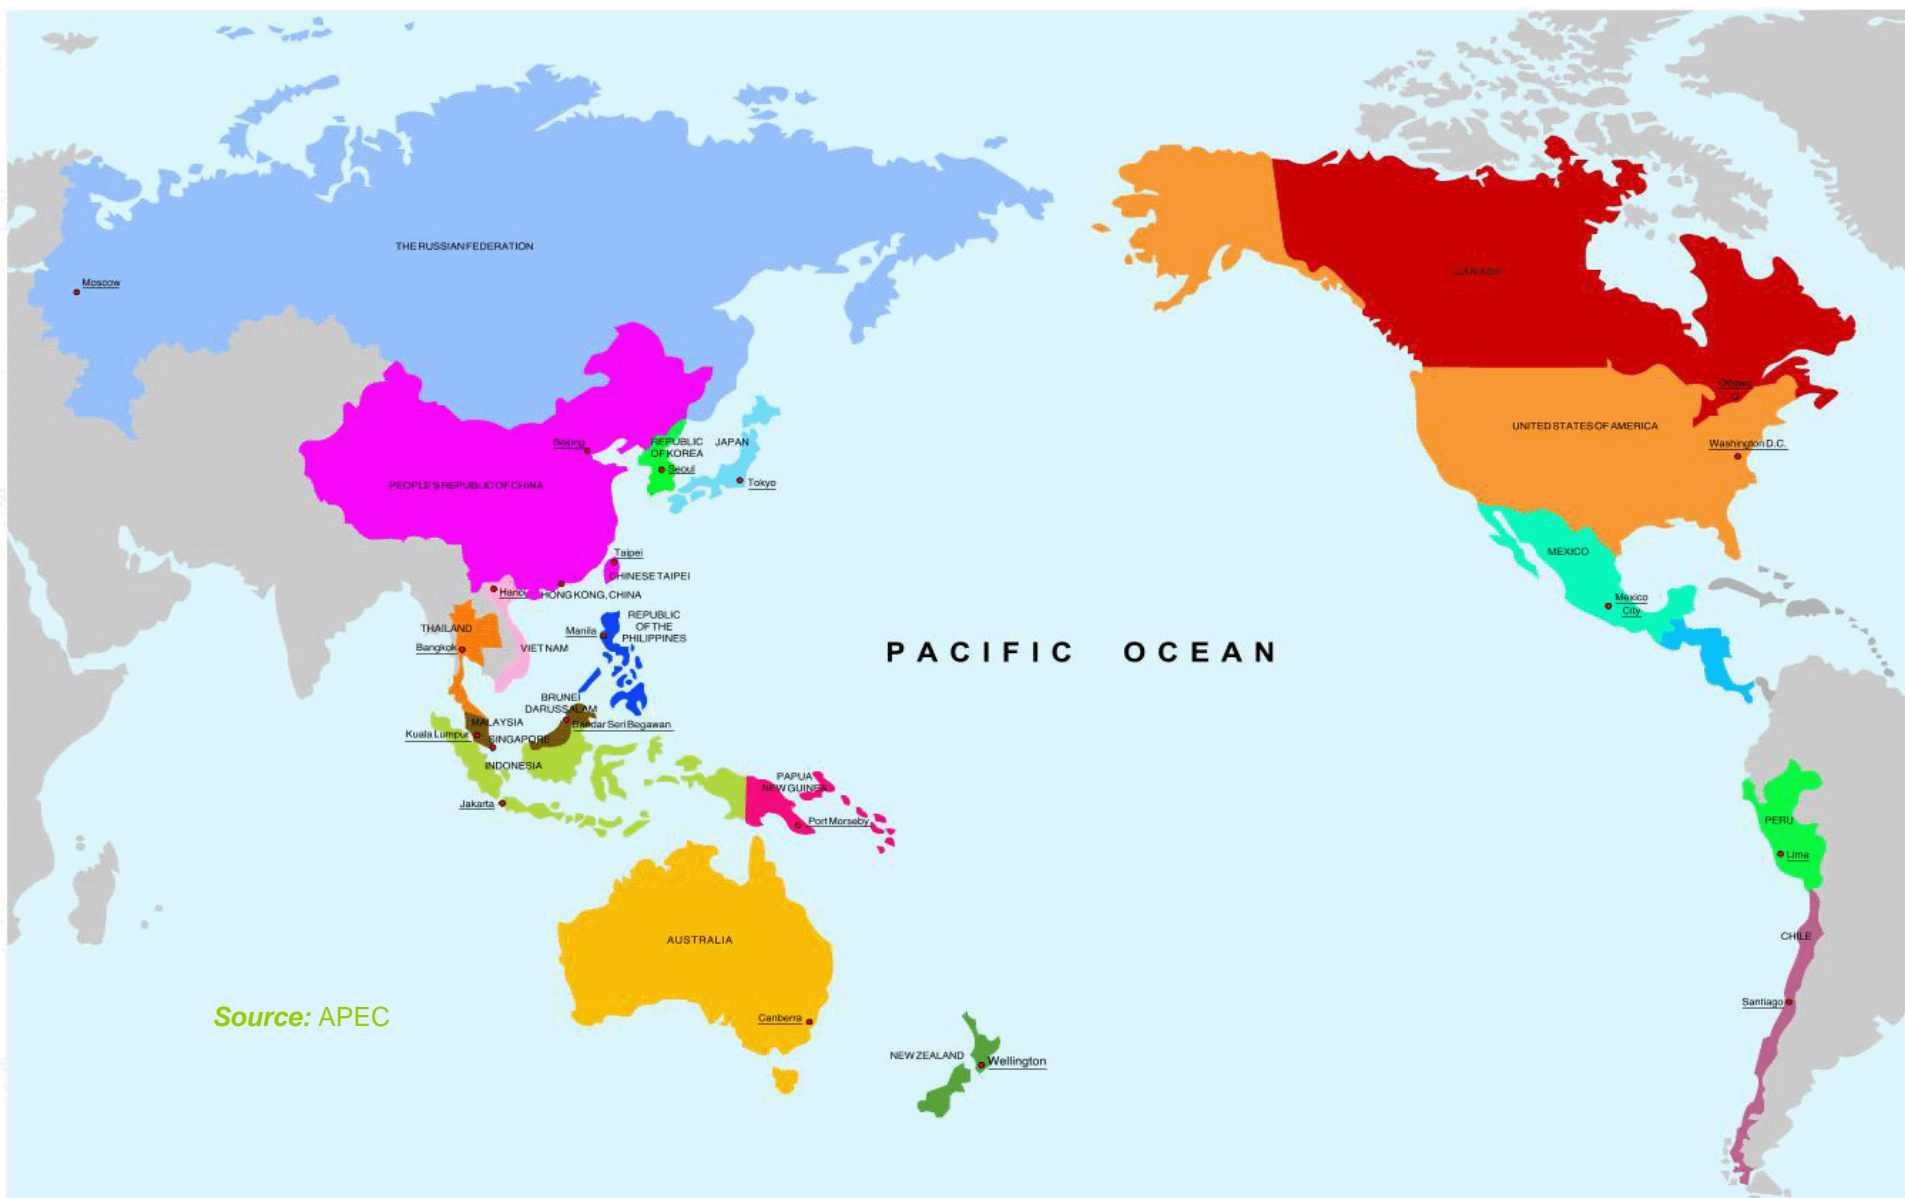 THE RUSSIAN FEDERATION
Moscow
CANADA
Ottawa
UNITED STATES OF AMERICA
Washington D.C.
Beijing
REPUBLIC
OF KOREA
JAPAN
Seoul
Tokyo
PEOPLE'S REPUBLIC OF CHINA
Taipei
CHINESE TAIPEI
MEXICO
Mexico
City
Hanoi
HONG KONG, CHINA
THAILAND
Bangkok
VIET NAM
Manila
REPUBLIC
OF THE
PHILIPPINES
PACIFIC OCEAN
BRUNEI
DARUSSALAM
Bandar Seri Begawan
MALAYSIA
Kuala Lumpur
SINGAPORE
INDONESIA
Jakarta
PAPUA
NEW GUINEA
Port Morseby
PERU
Lima
AUSTRALIA
Canberra
CHILE
Santiago
Source: APEC
NEW ZEALAND
Wellington